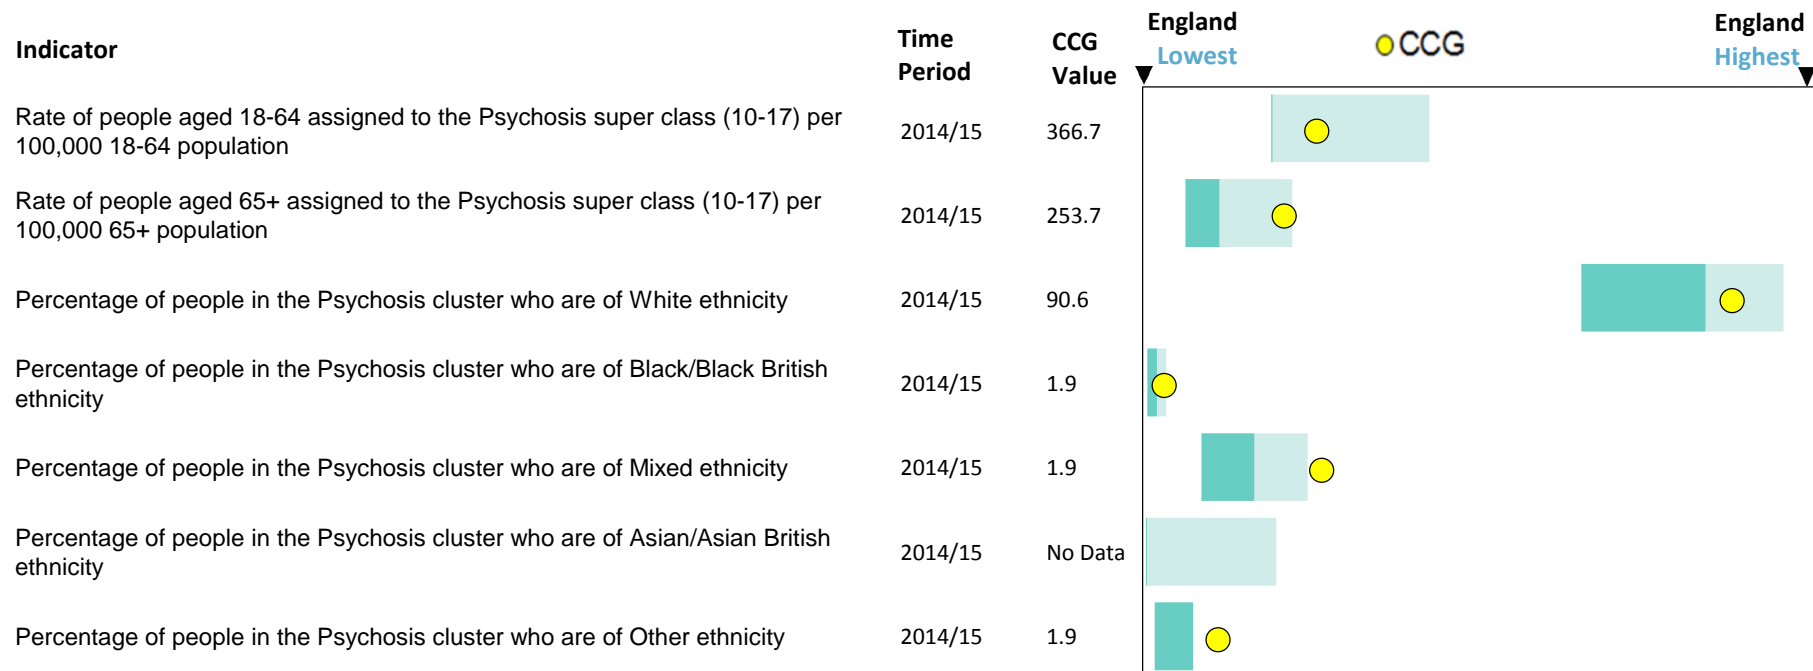 Indicator
Time
Period
CCG
Value
England
Lowest
CCG
England
Highest
Rate of people aged 18-64 assigned to the Psychosis super class (10-17) per
100,000 18-64 population
2014/15
366.7
Rate of people aged 65+ assigned to the Psychosis super class (10-17) per
100,000 65+ population
2014/15
253.7
Percentage of people in the Psychosis cluster who are of White ethnicity
2014/15
90.6
Percentage of people in the Psychosis cluster who are of Black/Black British
ethnicity
2014/15
1.9
Percentage of people in the Psychosis cluster who are of Mixed ethnicity
2014/15
1.9
Percentage of people in the Psychosis cluster who are of Asian/Asian British
ethnicity
2014/15
No Data
Percentage of people in the Psychosis cluster who are of Other ethnicity
2014/15
1.9